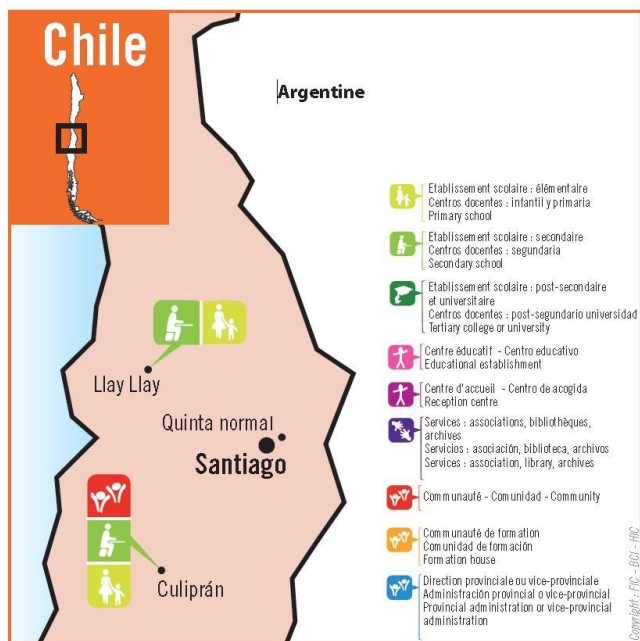 Chile
Argentine
Etablissement scolaire : élémentaire
Centros docentes : infantil y primaria
Primary school
Etablissement scolaire : secondaire
Centros docentes : segundaria
Secondary school
Etablissement scolaire : post-secondaire
et universitaire
Centros docentes : post-segundario universidad
Tertiary college or university
Centre éducatif - Centro educativo
Educational establishment
Centre d'accueil - Centro de acogida
Reception centre
Services : associations, bibliothèques,
archives
Servicios : asociación, biblioteca, archivos
Services : association, library, archives
Communauté - Comunidad - Community
Communauté de formation
Comunidad de formación
Formation house
Direction provinciale ou vice-provinciale
Administración provincial o vice-provincial
Provincial administration or vice-provincial
administration
Llay Llay
Quinta normal
Santiago
Culiprán
Copyright : FIC - BCI - HIC